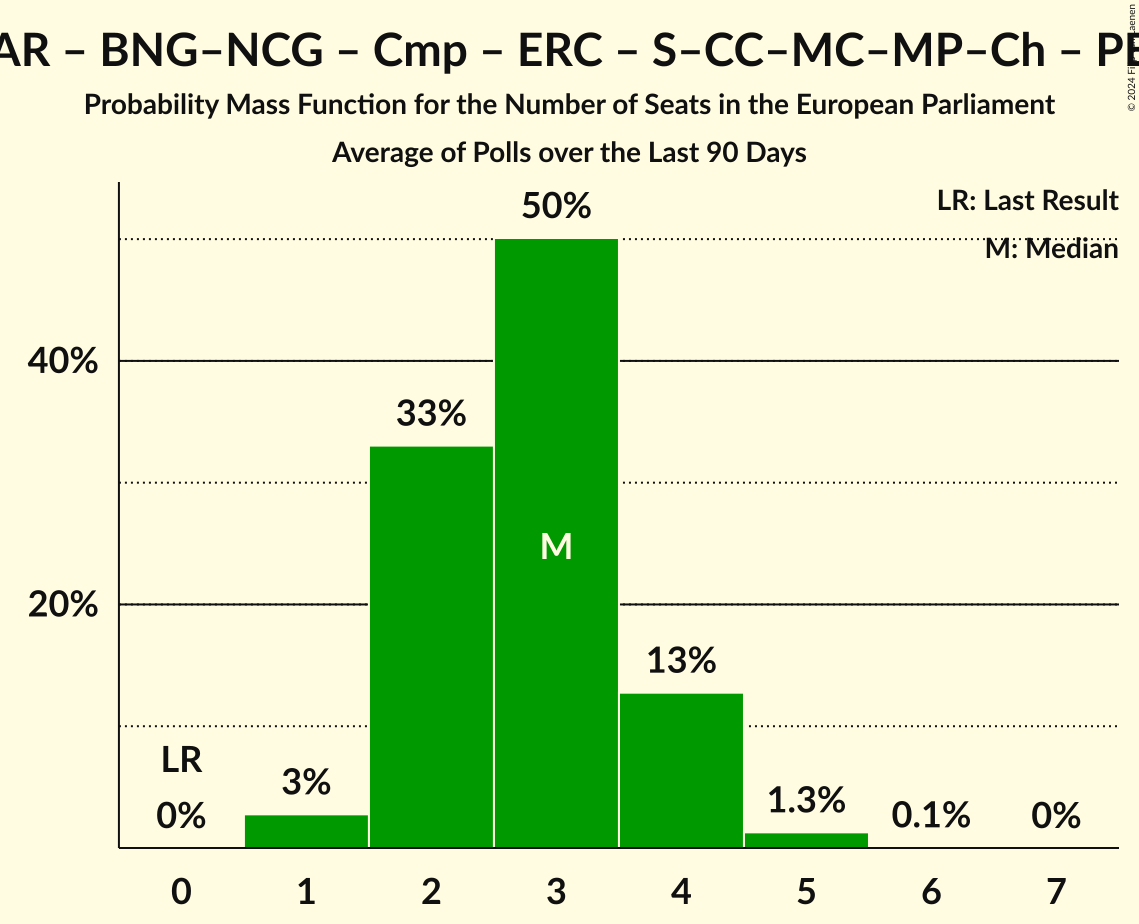 AR – BNG–NCG – Cmp – ERC – S–CC–MC–MP–Ch –
Probability Mass Function for the Number of Seats in the European Parliament
Average of Polls over the Last 90 Days
© 2024
LR: Last Result
M: Median
50%
40%
33%
M
20%
13%
LR
3%
1.3%
0%
0.1%
0%
0 1 2 3 4 5 6 7